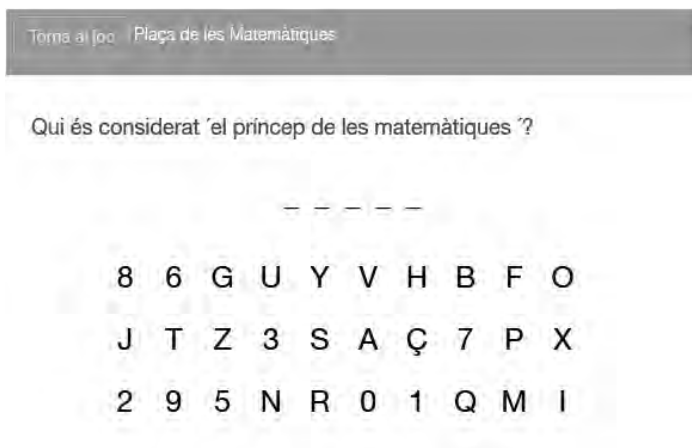 Torna al joc Plaça de les Matemàtiques
Qui és considerat ´el príncep de les matemàtiques ´?
_ _ _ _ _
8 6 G U Y V H B F O
J T Z 3 S A Ç 7 P X
2 9 5 N R 0 1 Q M I